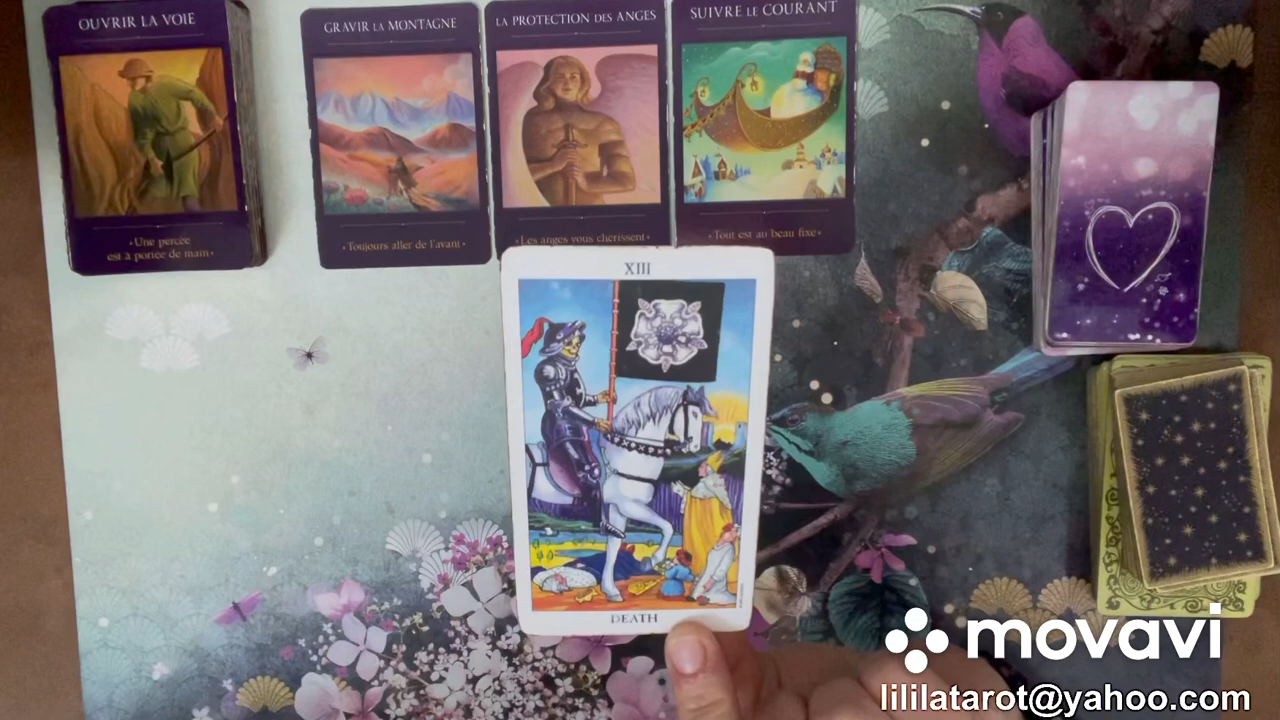 OUVRIR LA VOIE
« Une percée
est à portée de main »
GRAVIR LA MONTAGNE
« Toujours aller de l'avant »
LA PROTECTION DES ANGES
« Les anges vous chérissent »
SUIVRE LE COURANT
« Tout est au beau fixe »
XIII
DEATH
movavi
lililatarot@yahoo.com